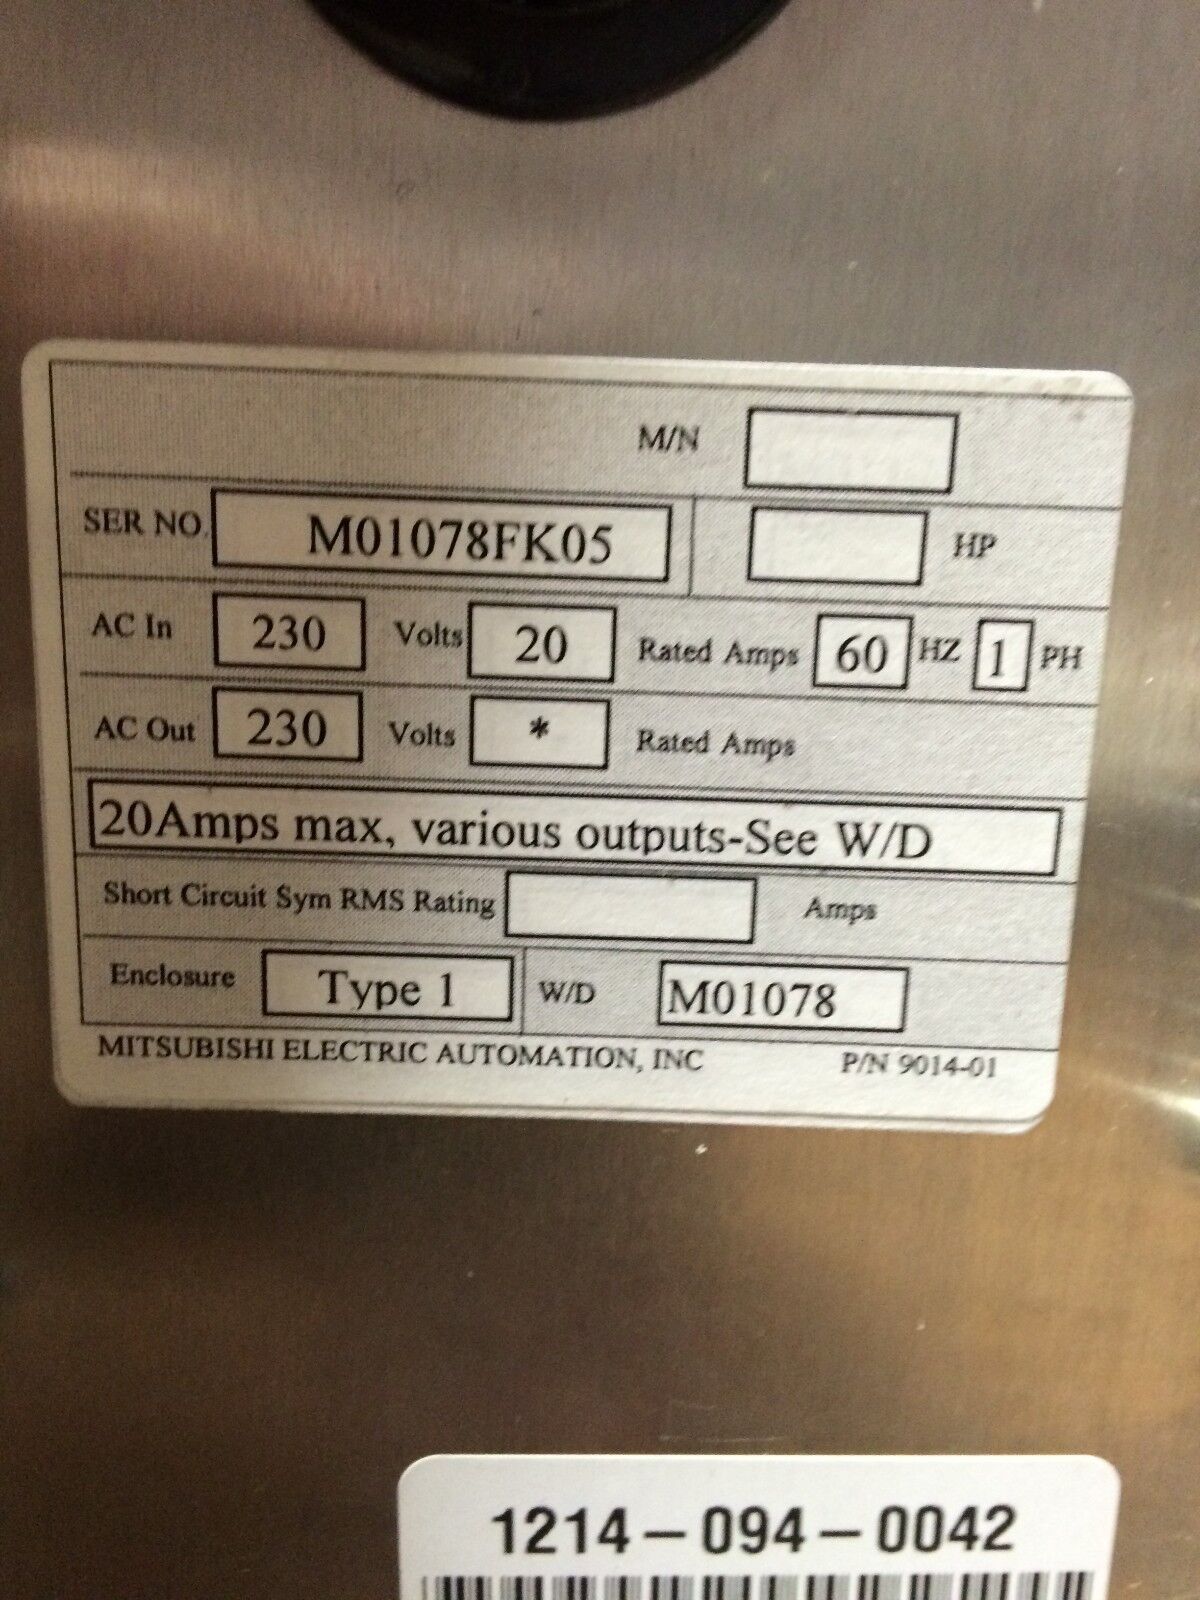 M/N
SER NO. M01078FK05 HP
AC In 230 Volts 20 Rated Amps 60 HZ 1 PH
AC Out 230 Volts * Rated Amps
20Amps max, various outputs-See W/D
Short Circuit Sym RMS Rating Amps
Enclosure Type 1 W/D M01078
MITSUBISHI ELECTRIC AUTOMATION, INC P/N 9014-01
1214-094-0042